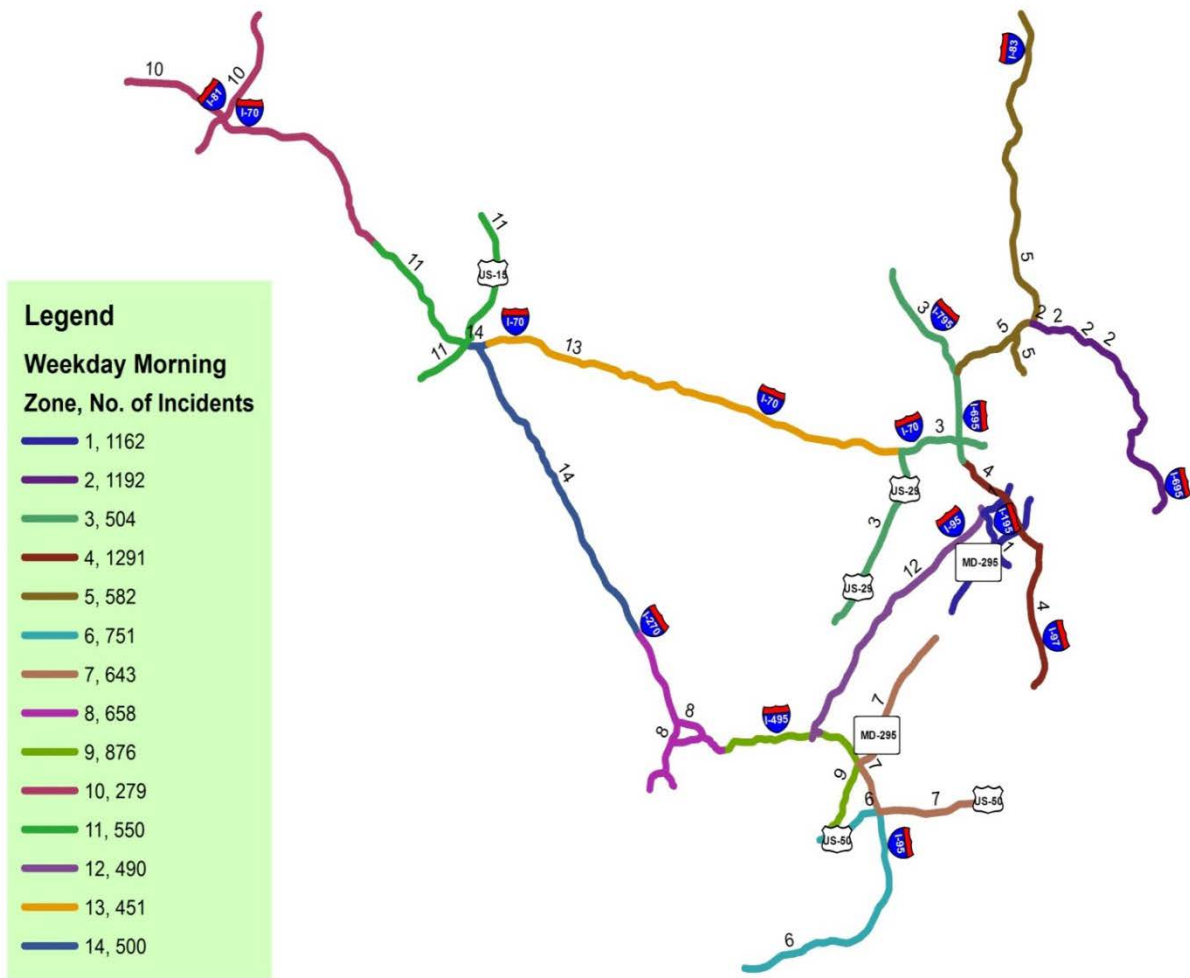 Legend
Weekday Morning
Zone, No. of Incidents
1, 1162
2, 1192
3, 504
4, 1291
5, 582
6, 751
7, 643
8, 658
9, 876
10, 279
11, 550
12, 490
13, 451
14, 500
I-83
10
10
I-81
I-70
11
11
US-15
5
3
I-795
2
2
5
2
2
5
14
I-70
11
13
I-70
I-695
I-70
3
4
14
US-29
I-695
I-95
I-195
3
1
MD-295
12
US-29
4
I-270
I-97
7
8
I-495
8
MD-295
9
7
6
7
US-50
US-50
I-95
6